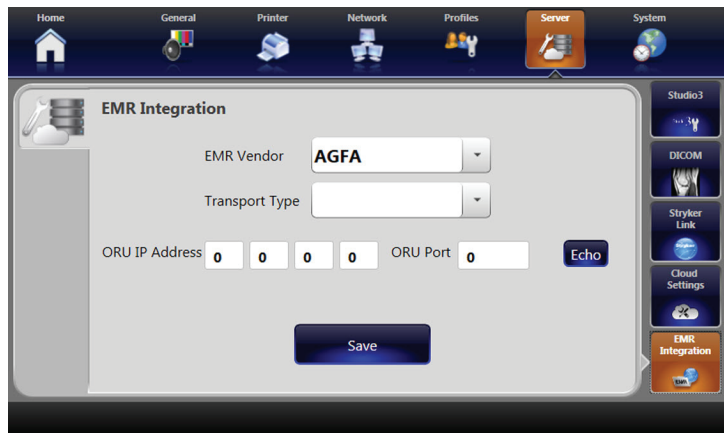 Home General Printer Network Profiles Server System
EMR Integration
EMR Vendor AGFA
Transport Type
ORU IP Address 0 0 0 0 ORU Port 0 Echo
Save
Studio3
DICOM
Stryker
Link
Cloud
Settings
EMR
Integration
EMR